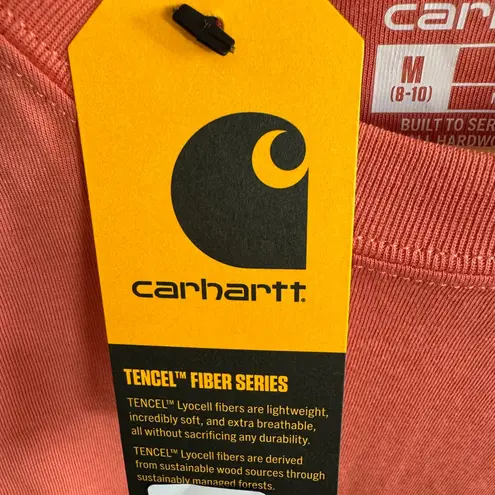 car
M
(8-10)
BUILT TO SER
HARDW
carhartt
TENCEL™ FIBER SERIES
TENCEL™ Lyocell fibers are lightweight,
incredibly soft, and extra breathable,
all without sacrificing any durability.
TENCEL™ Lyocell fibers are derived
from sustainable wood sources through
sustainably managed forests.